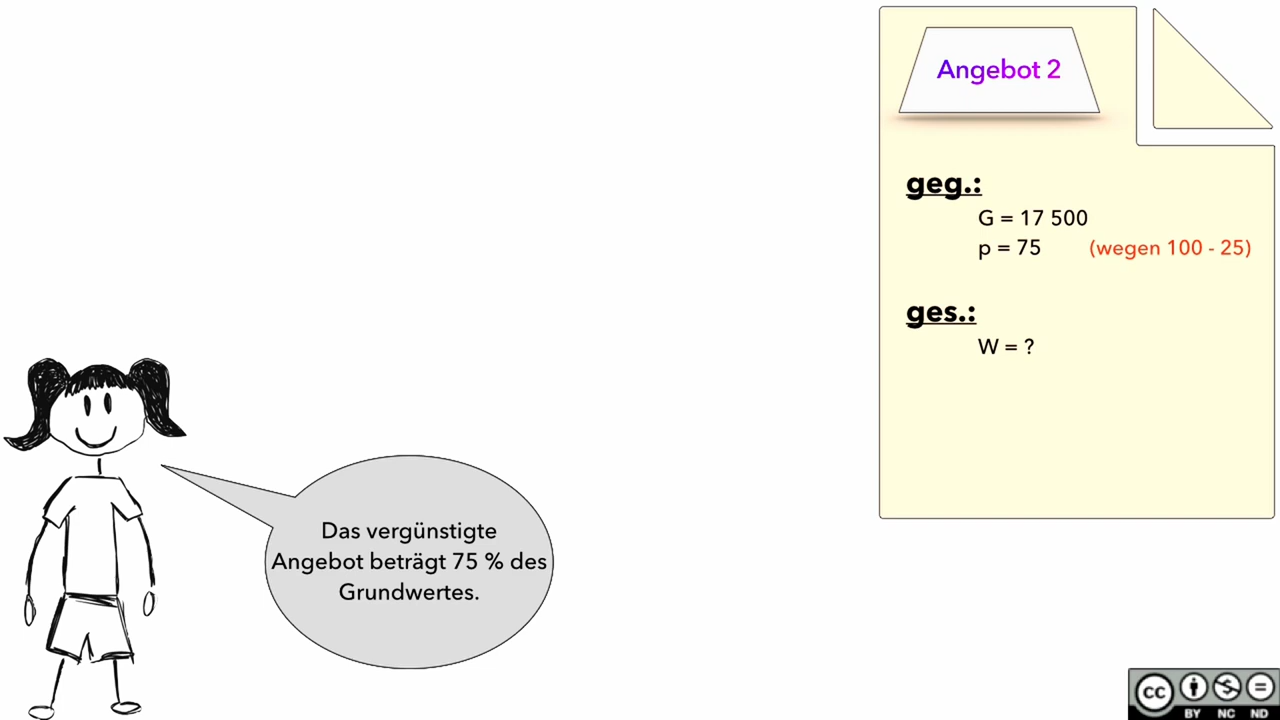 Angebot 2
geg.:
G = 17 500
p = 75 (wegen 100 - 25)
ges.:
W = ?
Das vergünstigte
Angebot beträgt 75 % des
Grundwertes.
cc
BY NC ND